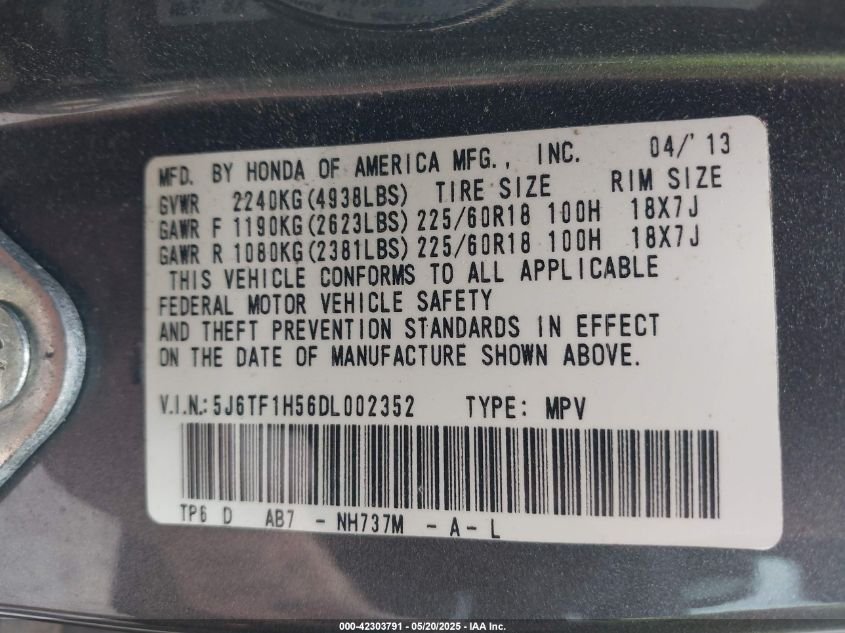 MFD. BY HONDA OF AMERICA MFG., INC. 04/'13
GVWR 2240KG(4938LBS) TIRE SIZE RIM SIZE
GAWR F 1190KG(2623LBS) 225/60R18 100H 18X7J
GAWR R 1080KG(2381LBS) 225/60R18 100H 18X7J
THIS VEHICLE CONFORMS TO ALL APPLICABLE
FEDERAL MOTOR VEHICLE SAFETY
AND THEFT PREVENTION STANDARDS IN EFFECT
ON THE DATE OF MANUFACTURE SHOWN ABOVE.
V.I.N.: 5J6TF1H56DL002352 TYPE: MPV
TP6 D AB7 - NH737M - A - L
000-42303791 - 05/20/2025 - IAA Inc.